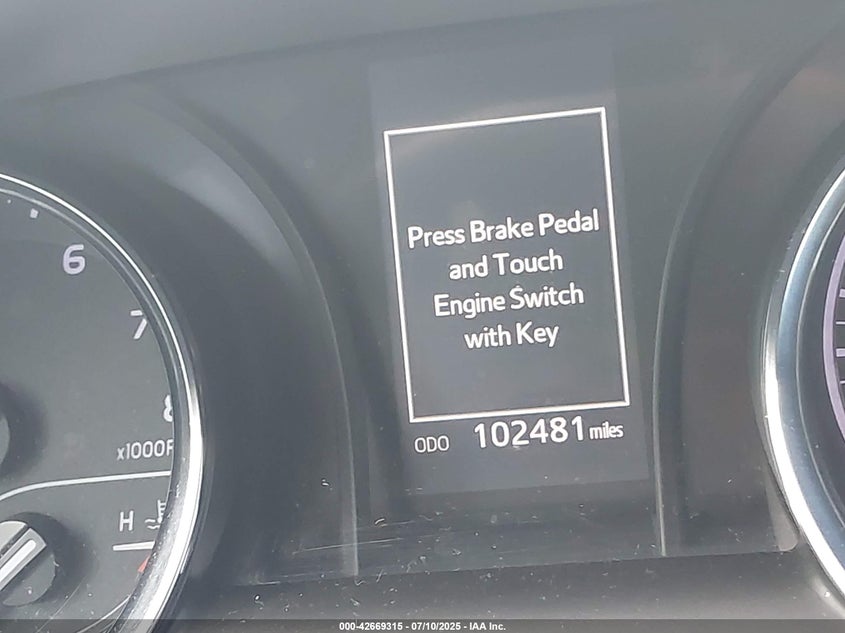 Press Brake Pedal
and Touch
Engine Switch
with Key
ODO 102481 miles
6
7
8
x1000R
H
000-42669315 - 07/10/2025 - IAA Inc.